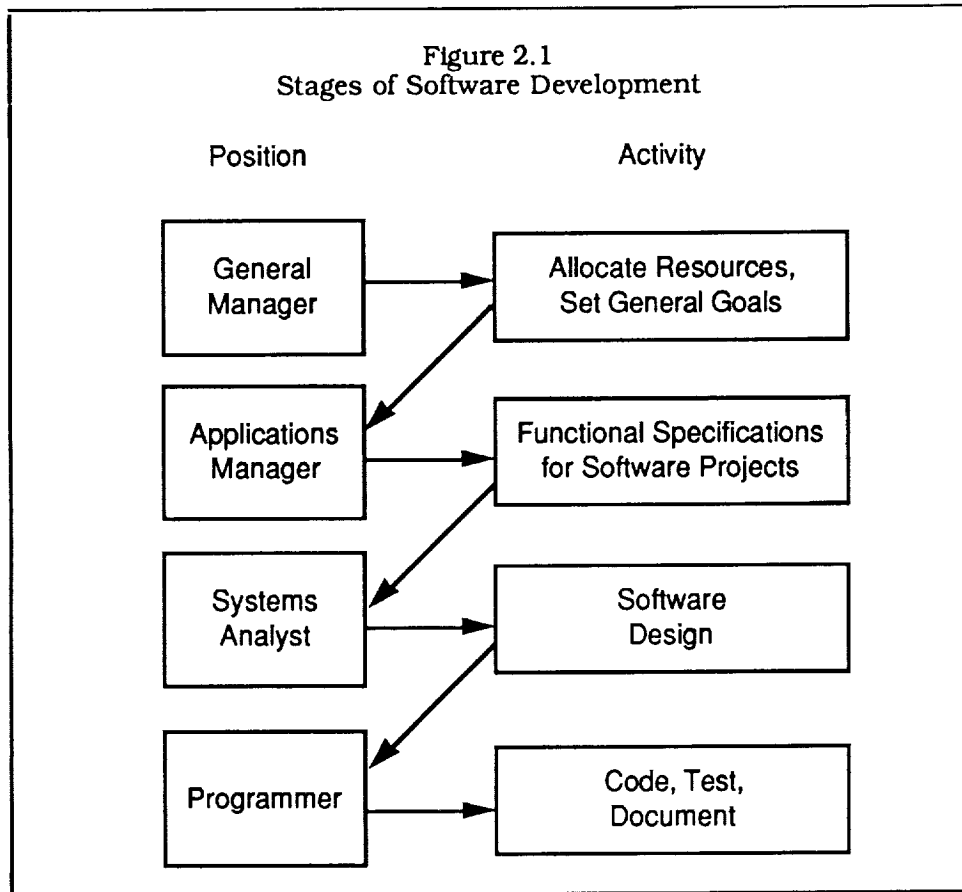 Figure 2.1
Stages of Software Development
Position
Activity
General
Manager
Allocate Resources,
Set General Goals
Applications
Manager
Functional Specifications
for Software Projects
Systems
Analyst
Software
Design
Programmer
Code, Test,
Document